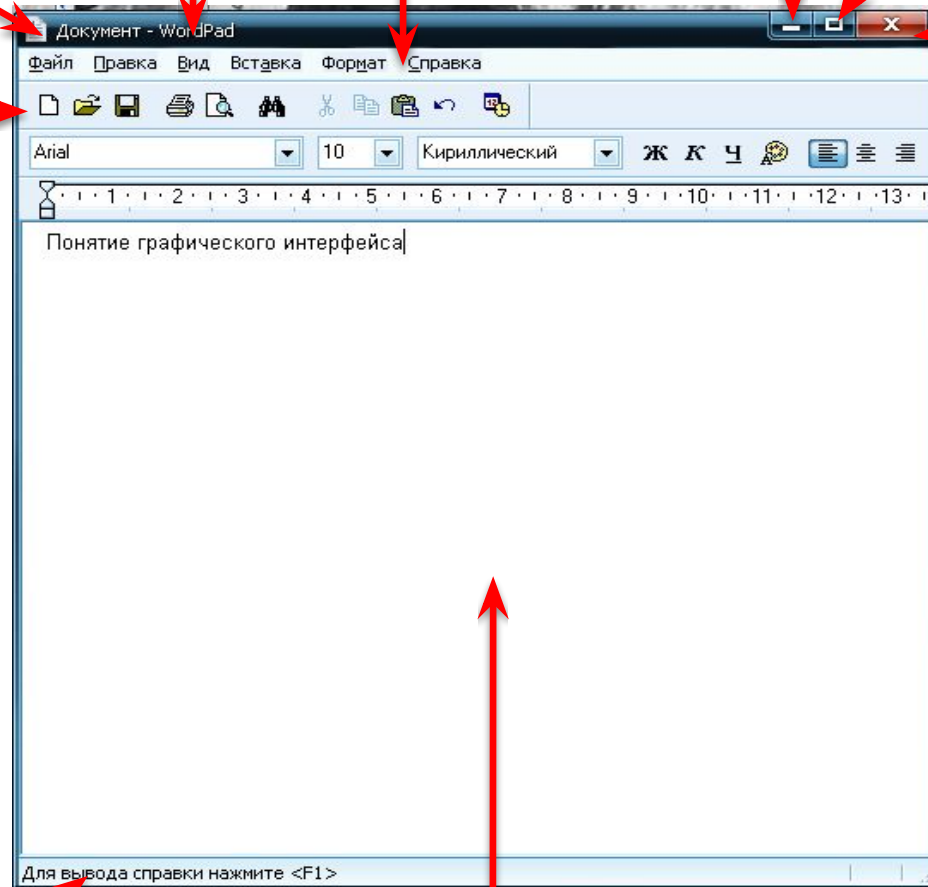 Документ - WordPad
Файл Правка Вид Вставка Формат Справка
Arial 10 Кириллический Ж К Ч
1 2 3 4 5 6 7 8 9 10 11 12 13
Понятие графического интерфейса
Для вывода справки нажмите <F1>